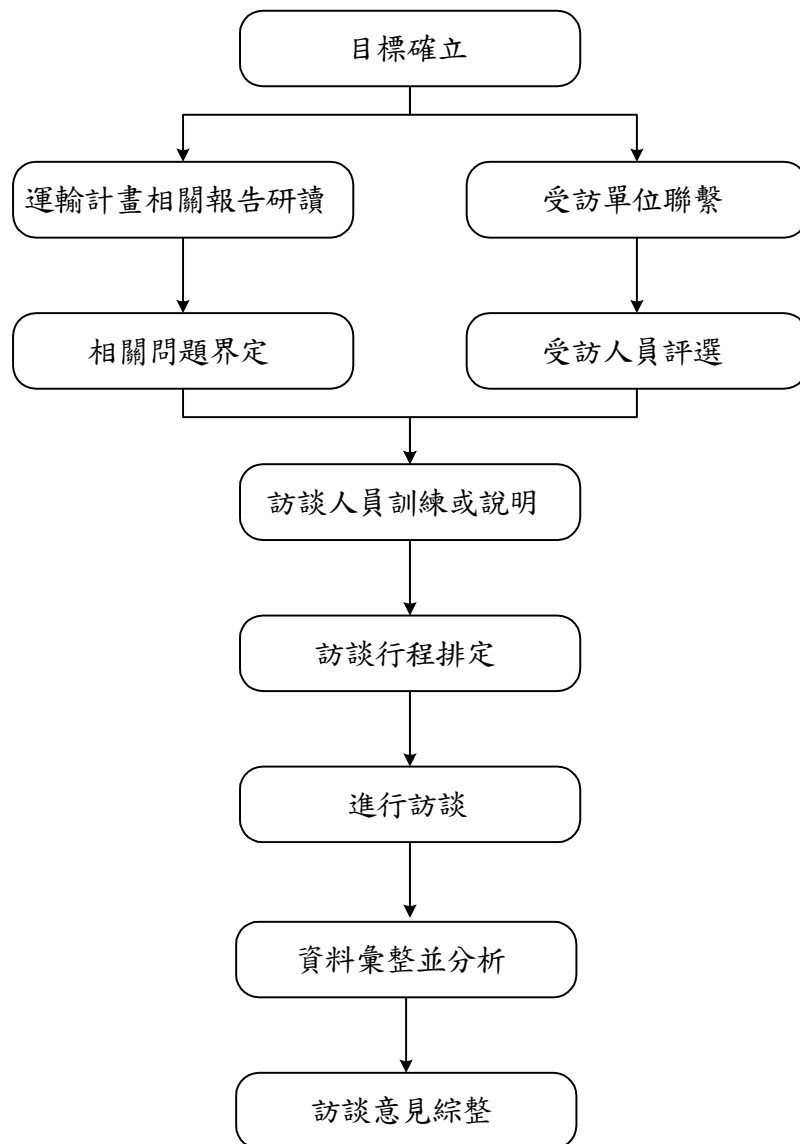 目標確立
運輸計畫相關報告研讀
受訪單位聯繫
相關問題界定
受訪人員評選
訪談人員訓練或說明
訪談行程排定
進行訪談
資料彙整並分析
訪談意見綜整